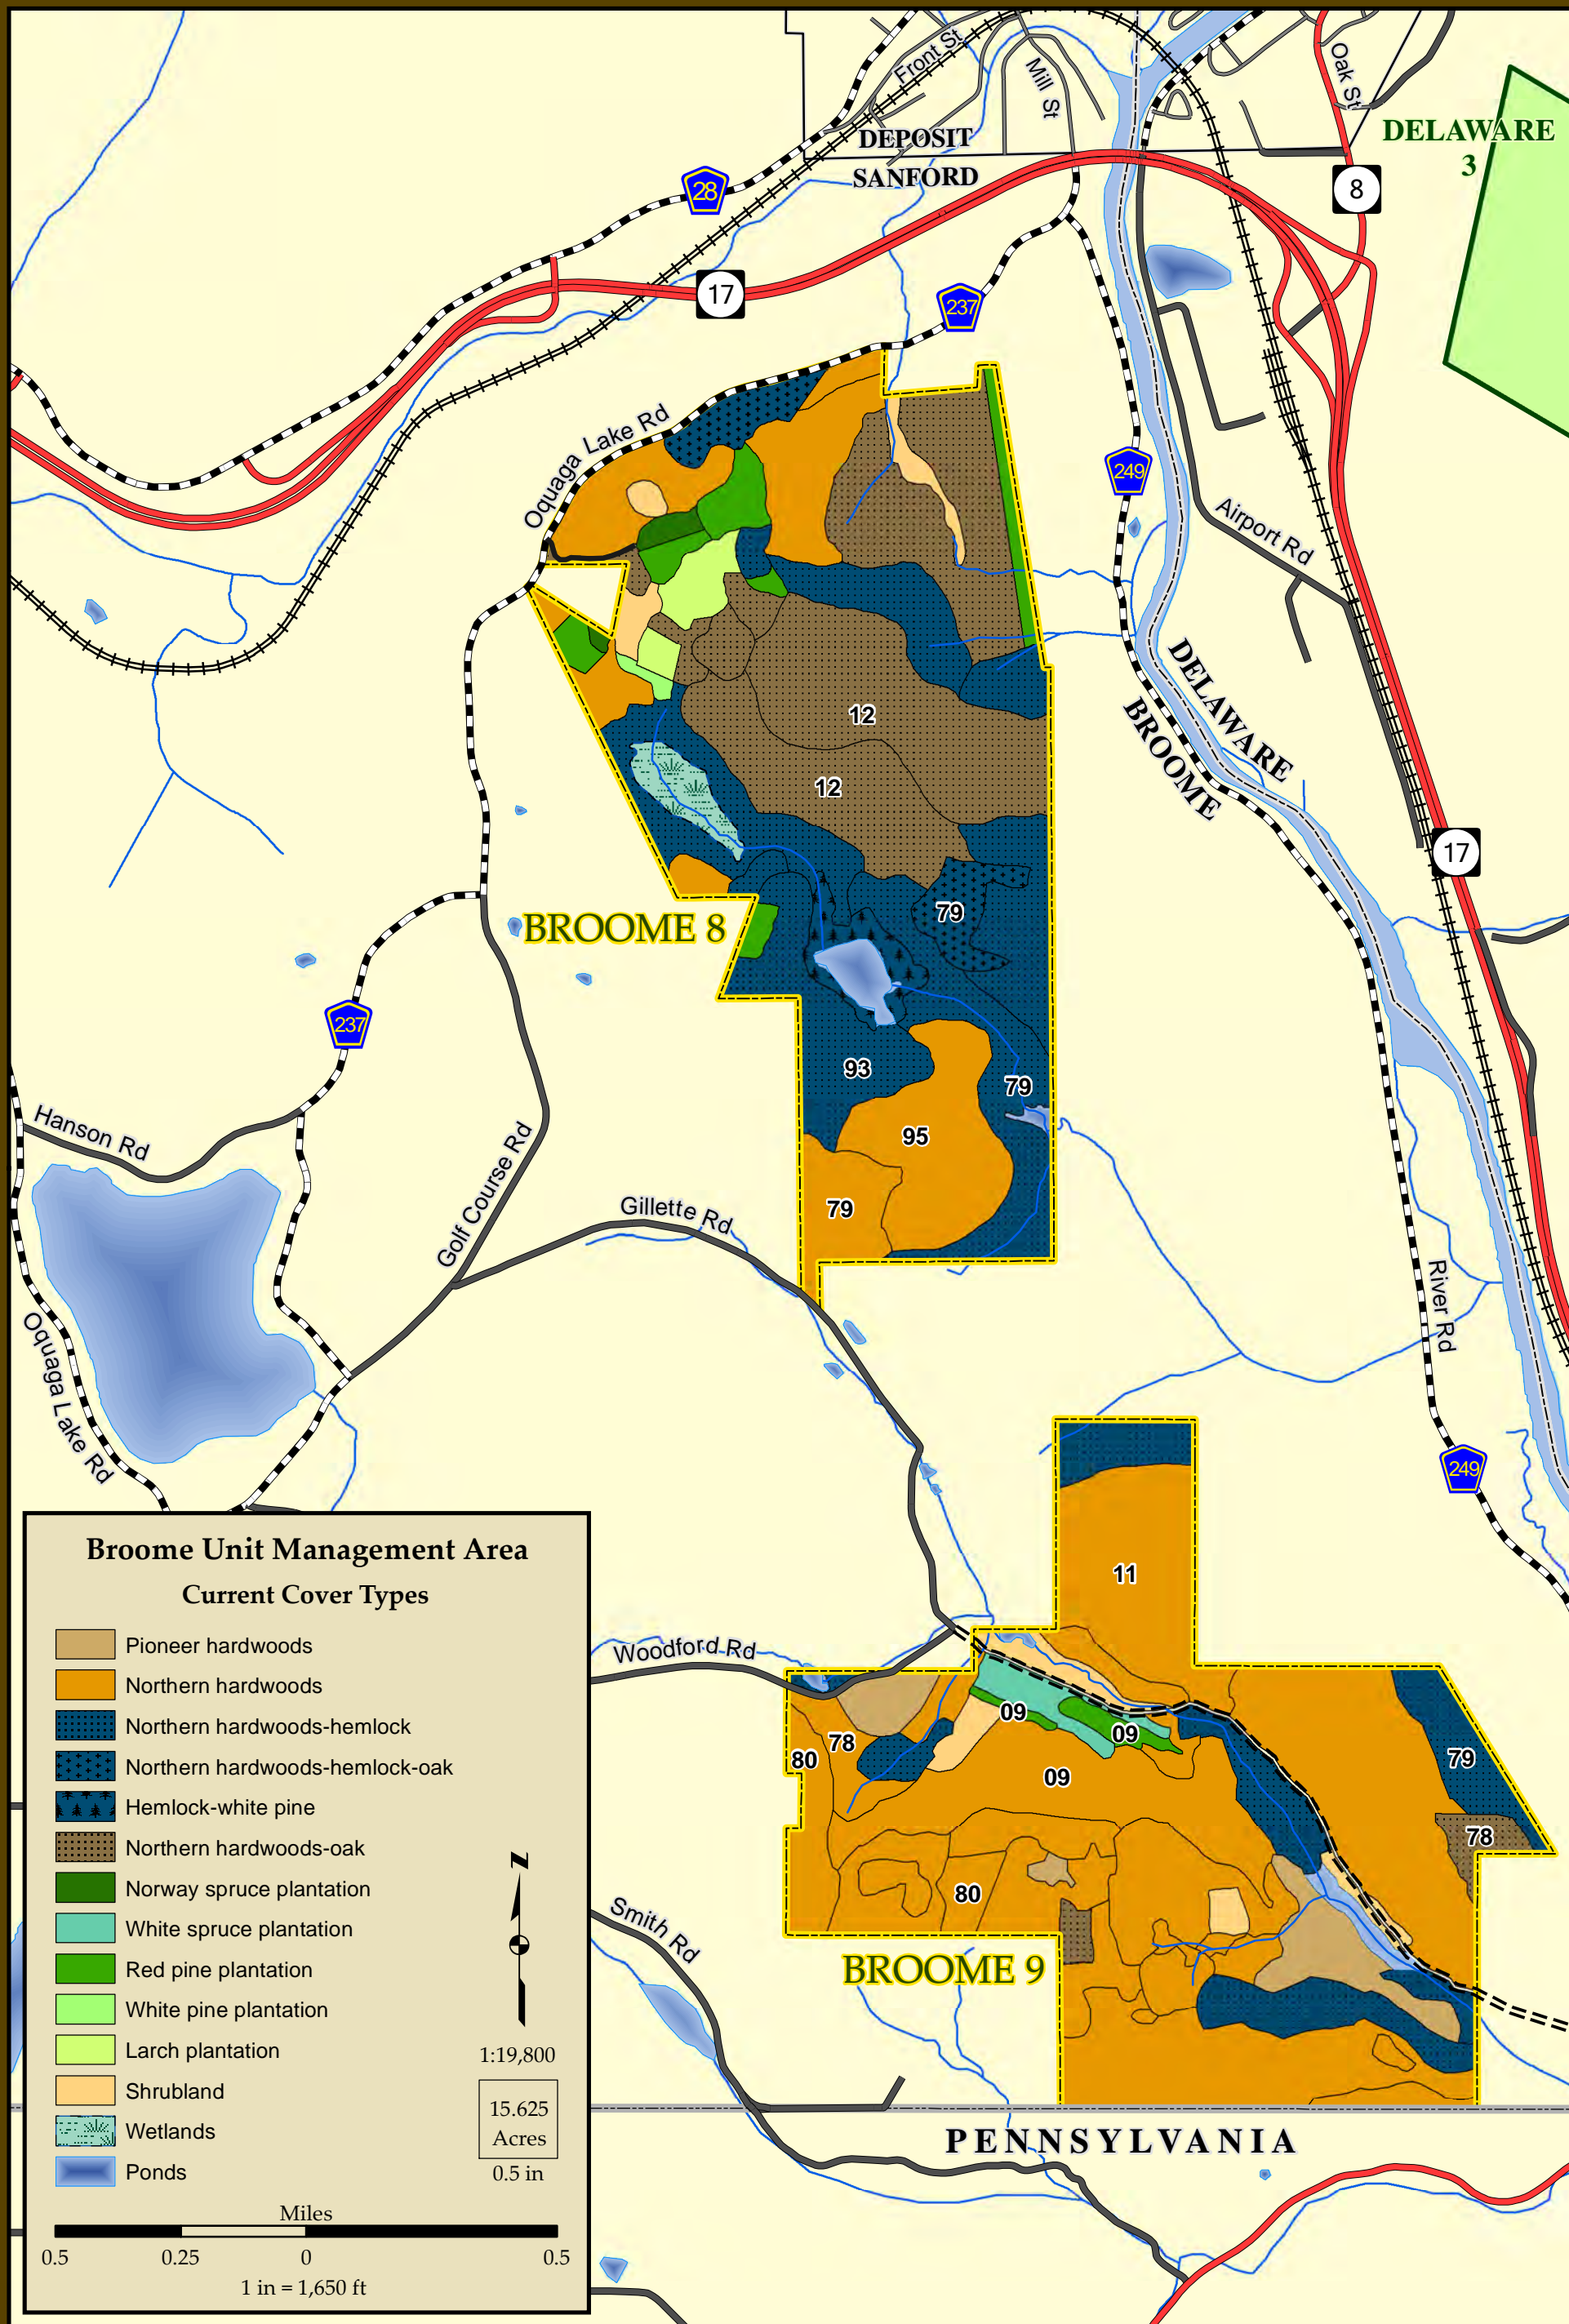 Front St
Mill St
Oak St
DEPOSIT
SANFORD
DELAWARE
3
28
8
17
237
Oquaga Lake Rd
249
Airport Rd
DELAWARE
BROOME
12
12
17
79
BROOME 8
237
93
79
95
79
Hanson Rd
Golf Course Rd
Gillette Rd
River Rd
Oquaga Lake Rd
249
11
Woodford Rd
09
09
78
80
09
79
78
80
Smith Rd
BROOME 9
PENNSYLVANIA
Broome Unit Management Area
Current Cover Types
Pioneer hardwoods
Northern hardwoods
Northern hardwoods-hemlock
Northern hardwoods-hemlock-oak
Hemlock-white pine
Northern hardwoods-oak
Norway spruce plantation
White spruce plantation
Red pine plantation
White pine plantation
Larch plantation
Shrubland
Wetlands
Ponds
N
1:19,800
15.625
Acres
0.5 in
Miles
0.5 0.25 0 0.5
1 in = 1,650 ft